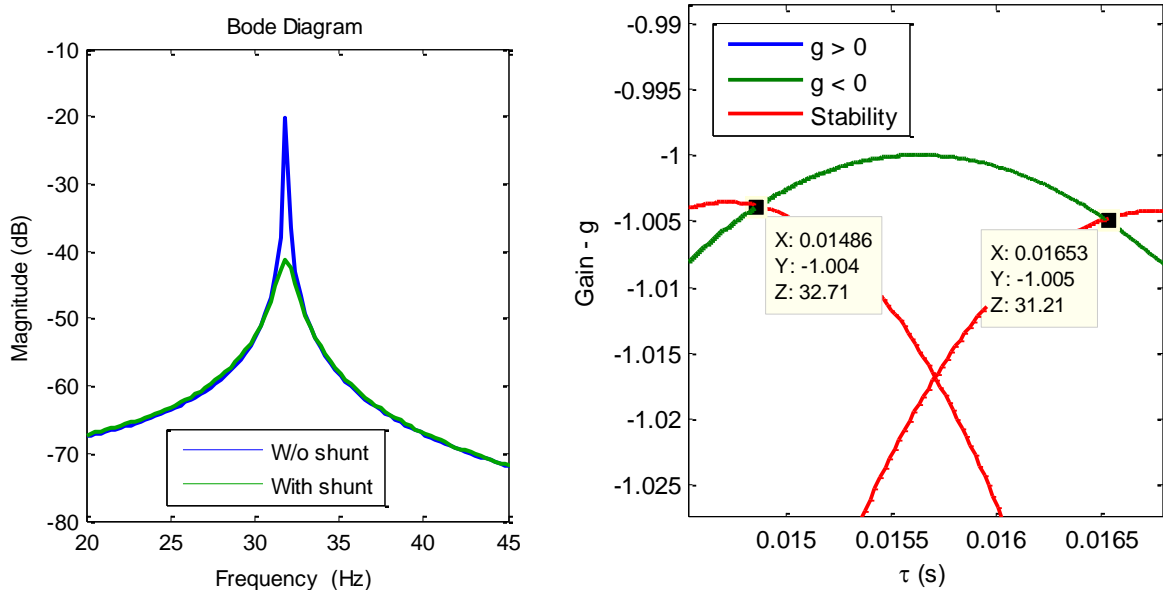 Bode Diagram
-10
-20
-30
-40
-50
-60
-70
-80
Magnitude (dB)
W/o shunt
With shunt
20
25
30
35
40
45
Frequency (Hz)
-0.99
-0.995
-1
-1.005
-1.01
-1.015
-1.02
-1.025
Gain - g
g > 0
g < 0
Stability
X: 0.01486
Y: -1.004
Z: 32.71
X: 0.01653
Y: -1.005
Z: 31.21
0.015
0.0155
0.016
0.0165
τ (s)